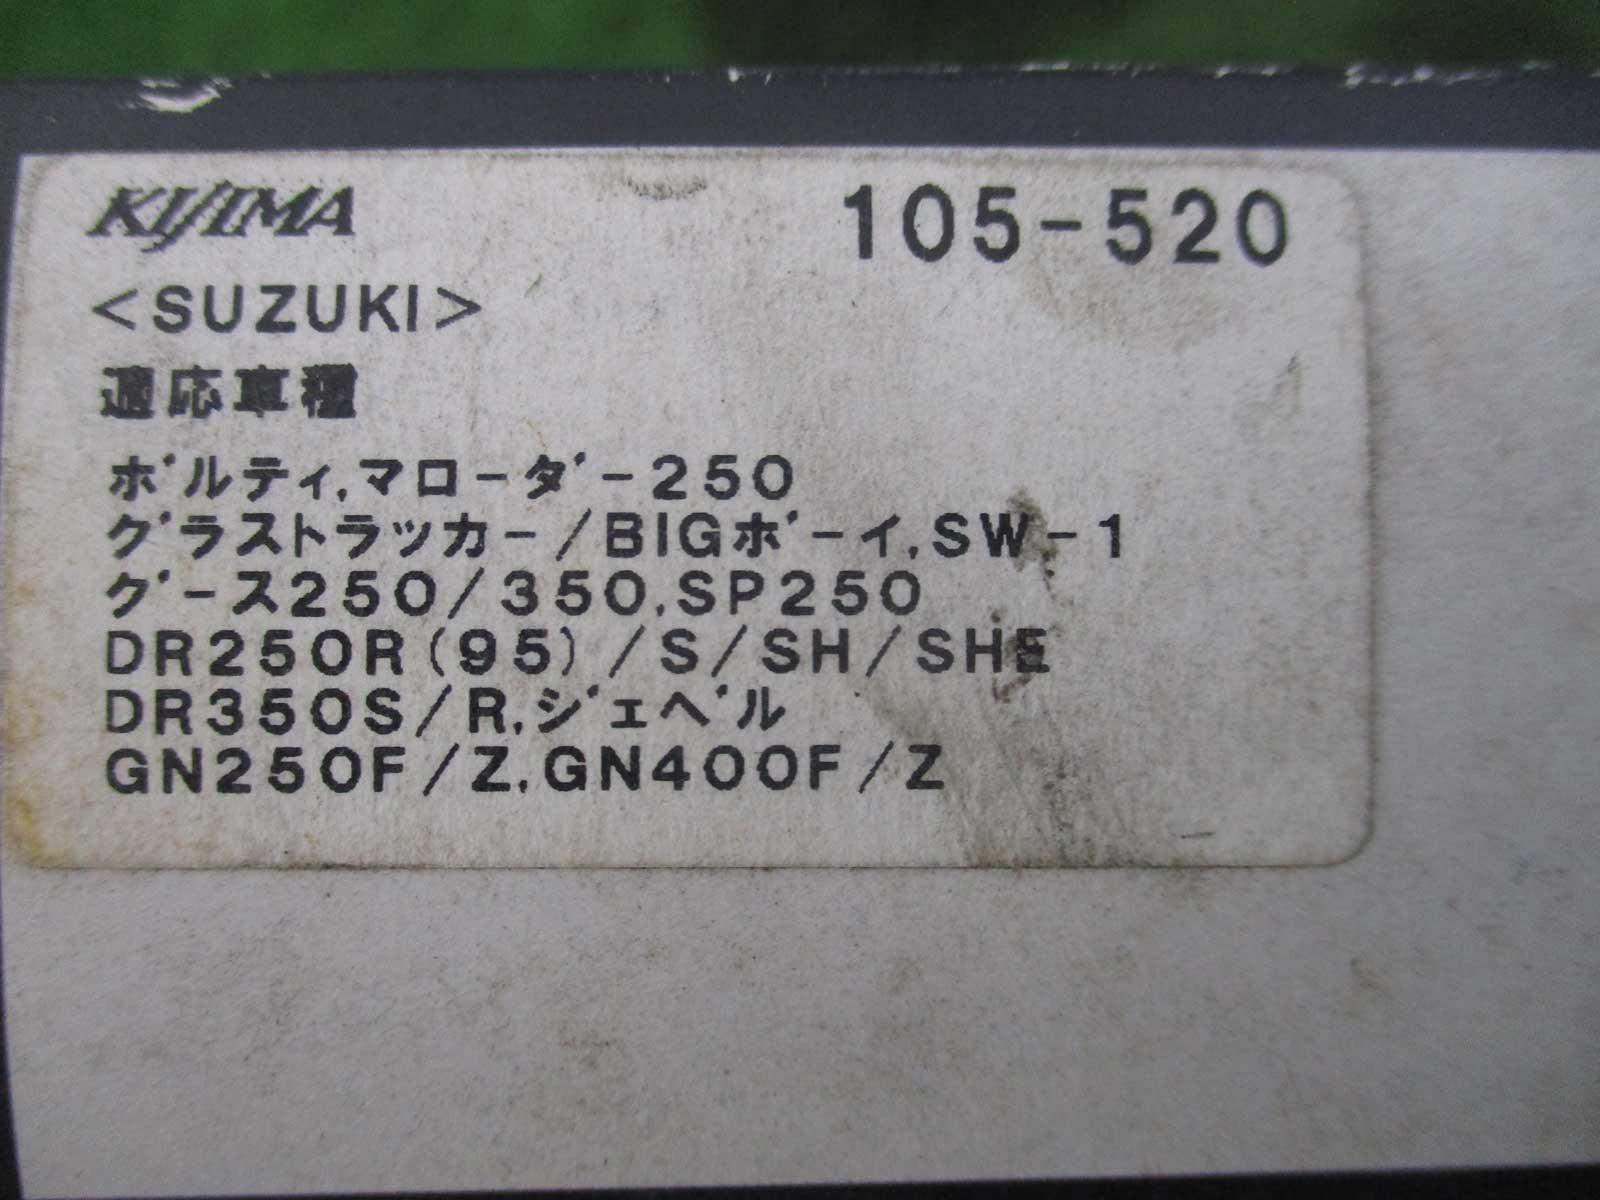 KIJIMA 105-520
<SUZUKI>
適応車種
ボルティ,マローダー250
グラストラッカー/BIGボーイ,SW-1
グース250/350,SP250
DR250R(95)/S/SH/SHE
DR350S/R,ジェベル
GN250F/Z,GN400F/Z